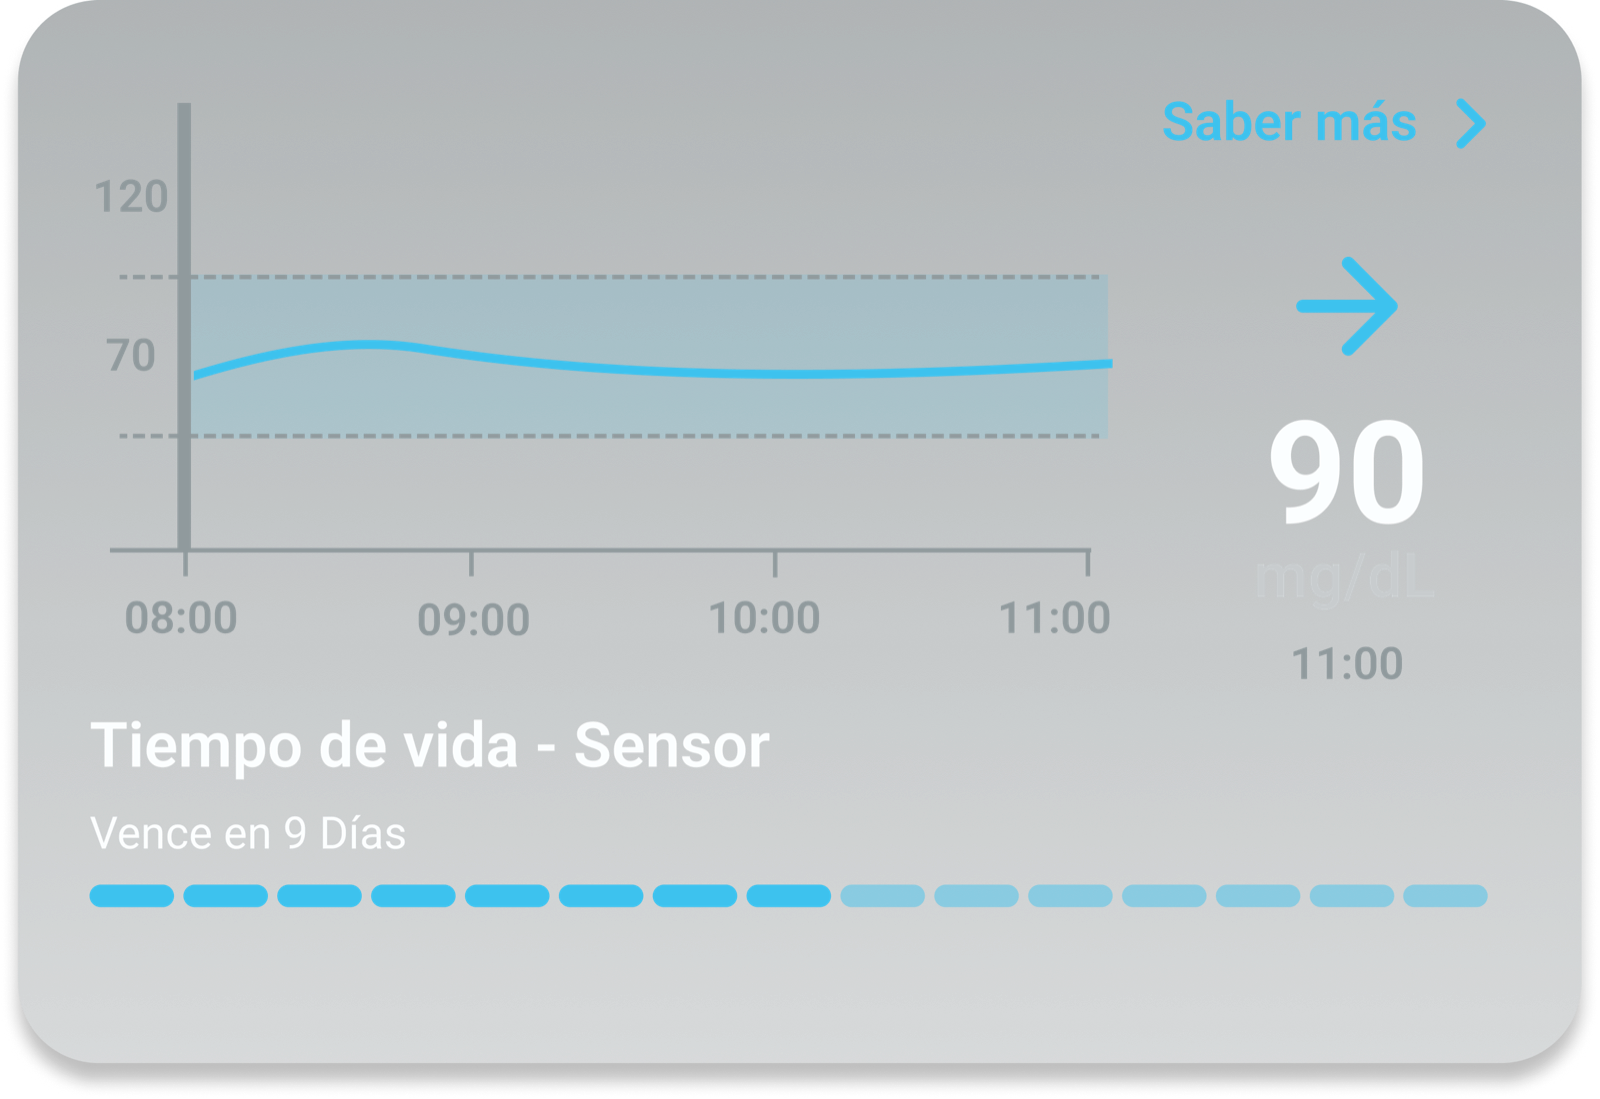 Saber más
120
70
90
mg/dL
08:00
09:00
10:00
11:00
11:00
Tiempo de vida - Sensor
Vence en 9 Días